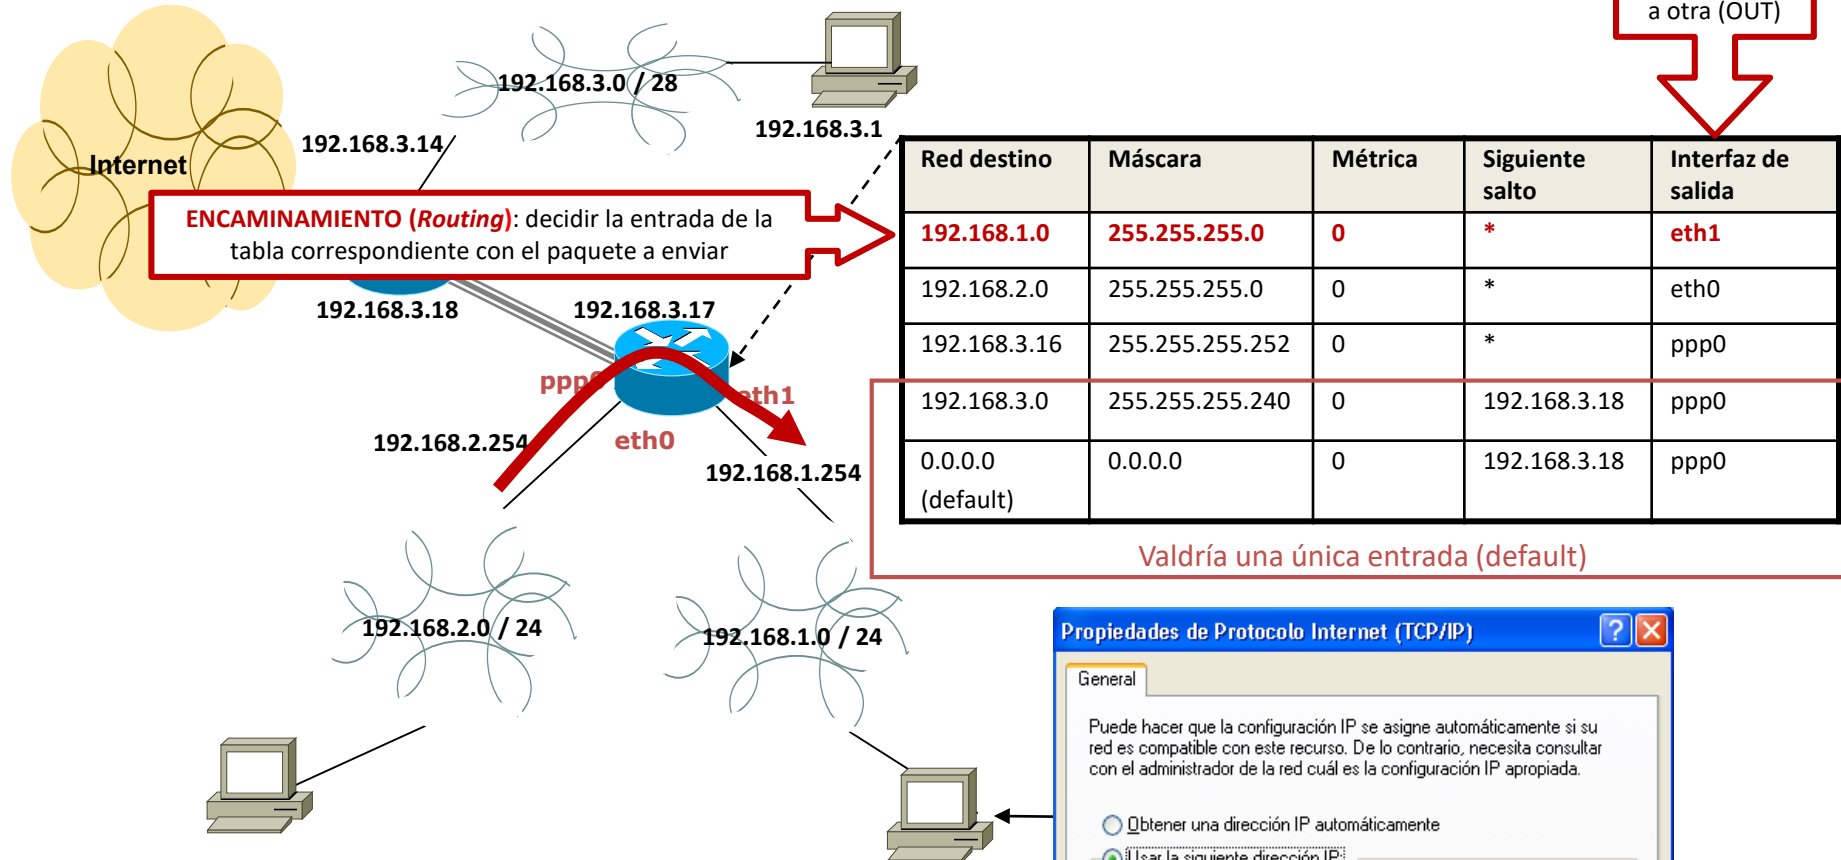 a otra (OUT)
192.168.3.0 / 28
192.168.3.1
192.168.3.14
Internet
ENCAMINAMIENTO (Routing): decidir la entrada de la
tabla correspondiente con el paquete a enviar
192.168.3.18
192.168.3.17
ppp0
eth1
eth0
192.168.2.254
192.168.1.254
192.168.2.0 / 24
192.168.1.0 / 24
Red destino Máscara Métrica Siguiente salto Interfaz de salida
192.168.1.0 255.255.255.0 0 * eth1
192.168.2.0 255.255.255.0 0 * eth0
192.168.3.16 255.255.255.252 0 * ppp0
192.168.3.0 255.255.255.240 0 192.168.3.18 ppp0
0.0.0.0 (default) 0.0.0.0 0 192.168.3.18 ppp0
Valdría una única entrada (default)
Propiedades de Protocolo Internet (TCP/IP)
General
Puede hacer que la configuración IP se asigne automáticamente si su
red es compatible con este recurso. De lo contrario, necesita consultar
con el administrador de la red cuál es la configuración IP apropiada.
Obtener una dirección IP automáticamente
Usar la siguiente dirección IP: